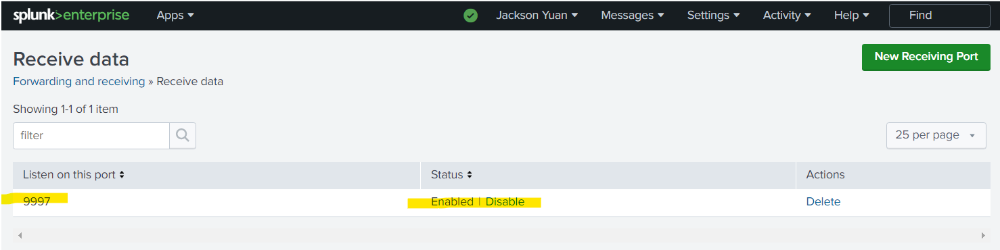 splunk>enterprise Apps Jackson Yuan Messages Settings Activity Help Find
Receive data New Receiving Port
Forwarding and receiving » Receive data
Showing 1-1 of 1 item
filter 25 per page
Listen on this port Status Actions
9997 Enabled | Disable Delete